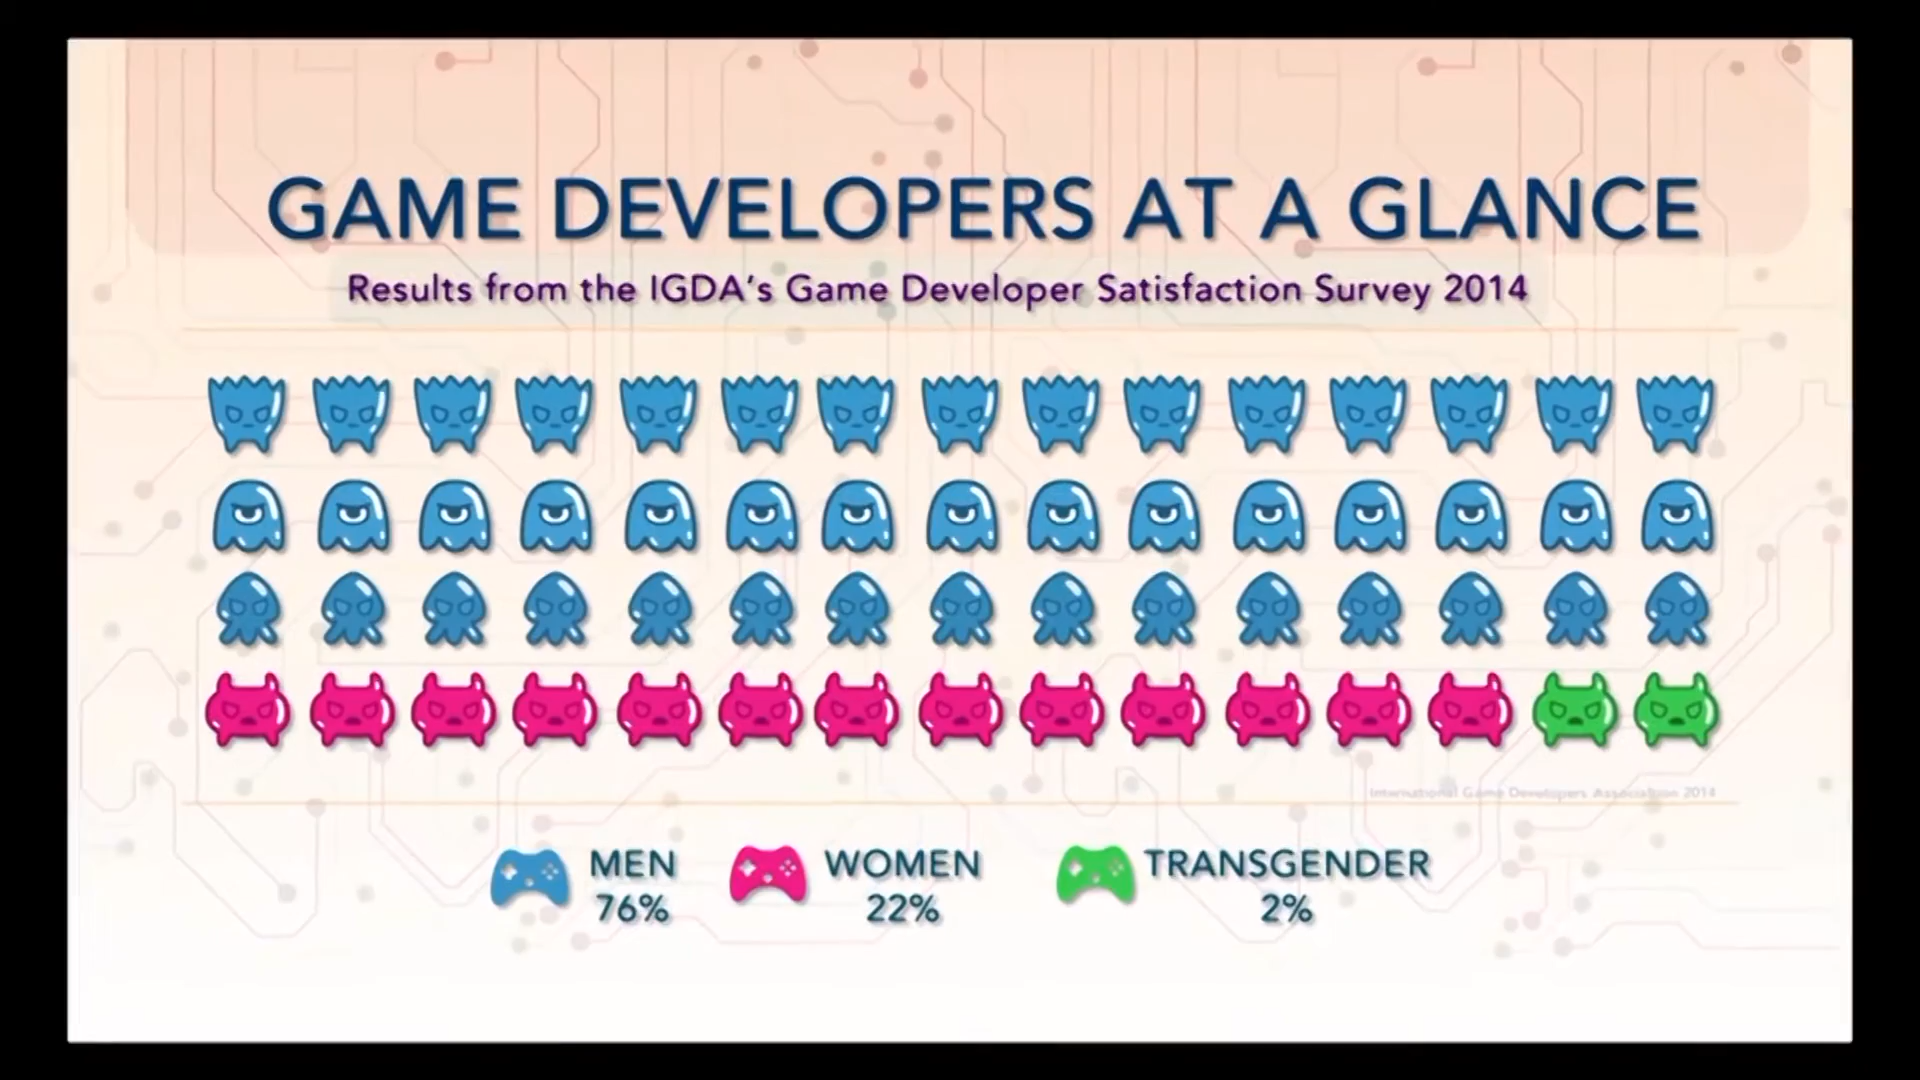 GAME DEVELOPERS AT A GLANCE
Results from the IGDA's Game Developer Satisfaction Survey 2014
International Game Developers Association 2014
MEN
76%
WOMEN
22%
TRANSGENDER
2%